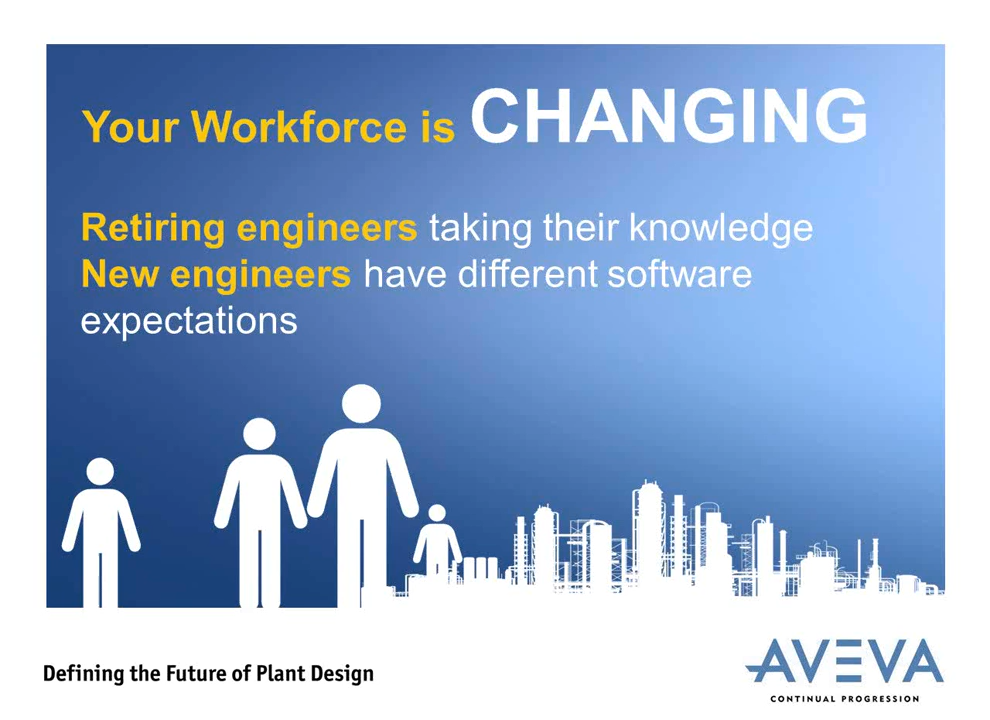 Your Workforce is CHANGING
Retiring engineers taking their knowledge
New engineers have different software
expectations
Defining the Future of Plant Design
AVEVA
CONTINUAL PROGRESSION